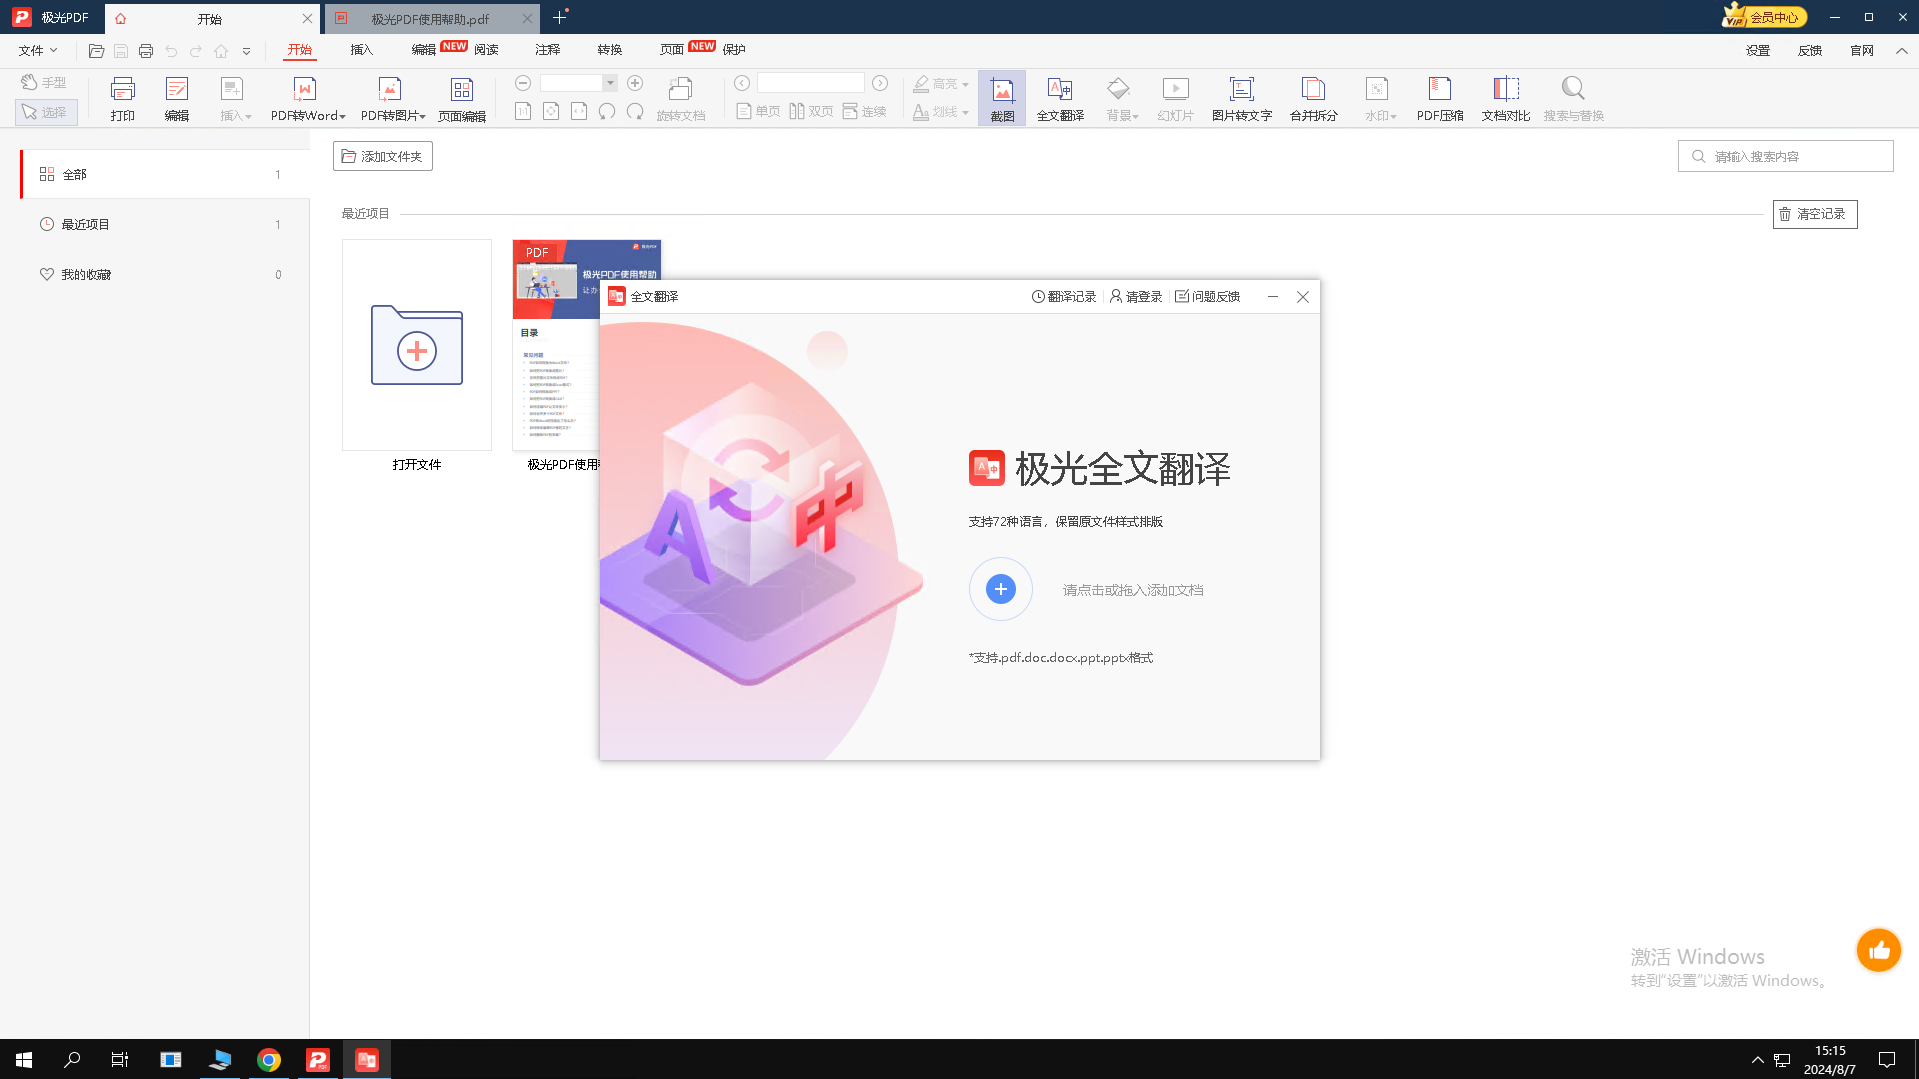 极光PDF
开始
极光PDF使用帮助.pdf
会员中心
文件
开始
插入
编辑
NEW
阅读
注释
转换
页面
NEW
保护
设置
反馈
官网
手型
选择
打印
编辑
插入
PDF转Word
PDF转图片
页面编辑
旋转文档
单页
双页
连续
高亮
划线
截图
全文翻译
背景
幻灯片
图片转文字
合并拆分
水印
PDF压缩
文档对比
搜索与替换
全部 1
最近项目 1
我的收藏 0
添加文件夹
请输入搜索内容
最近项目
清空记录
打开文件
PDF
极光PDF使用帮助
目录
常见问题
极光PDF使用
全文翻译
翻译记录
请登录
问题反馈
极光全文翻译
支持72种语言，保留原文件样式排版
请点击或拖入添加文档
*支持.pdf.doc.docx.ppt.pptx格式
激活 Windows
转到“设置”以激活 Windows。
15:15
2024/8/7